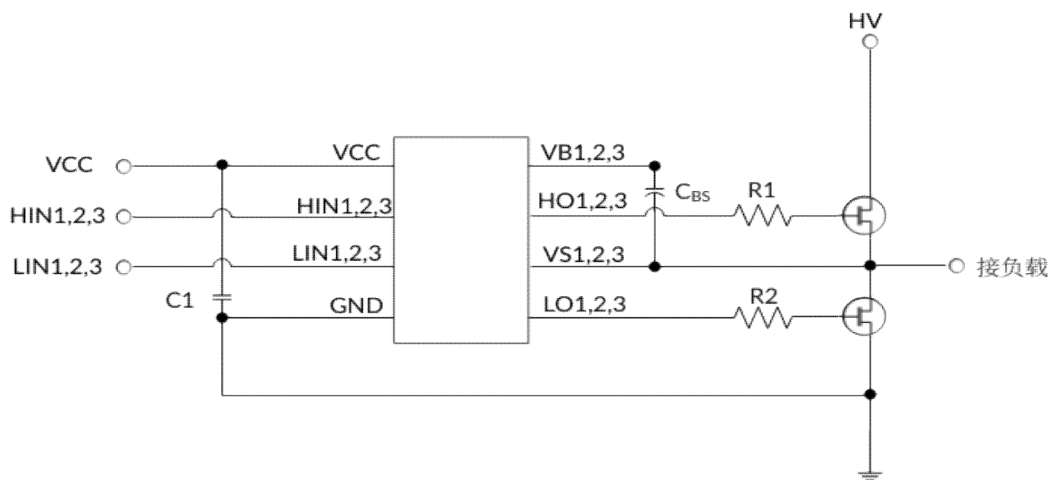 HV
VCC
VCC
VB1,2,3
HIN1,2,3
HIN1,2,3
HO1,2,3
CBS
R1
LIN1,2,3
LIN1,2,3
VS1,2,3
接负载
C1
GND
LO1,2,3
R2